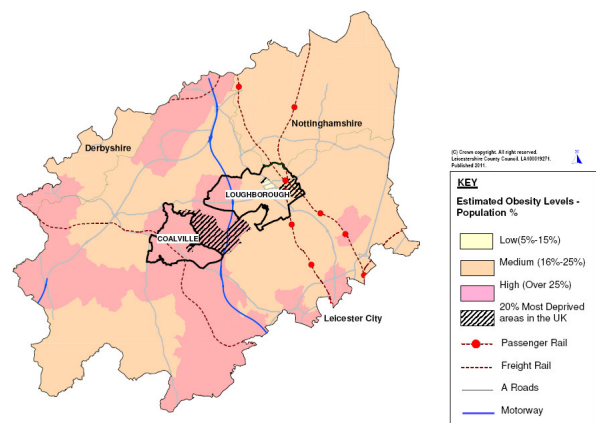 Derbyshire
Nottinghamshire
LOUGHBOROUGH
COALVILLE
Leicester City
(C) Crown copyright. All right reserved.
Leicestershire County Council, LA100019271.
Published 2011.
KEY
Estimated Obesity Levels -
Population %
Low(5%-15%)
Medium (16%-25%)
High (Over 25%)
20% Most Deprived
areas in the UK
Passenger Rail
Freight Rail
A Roads
Motorway